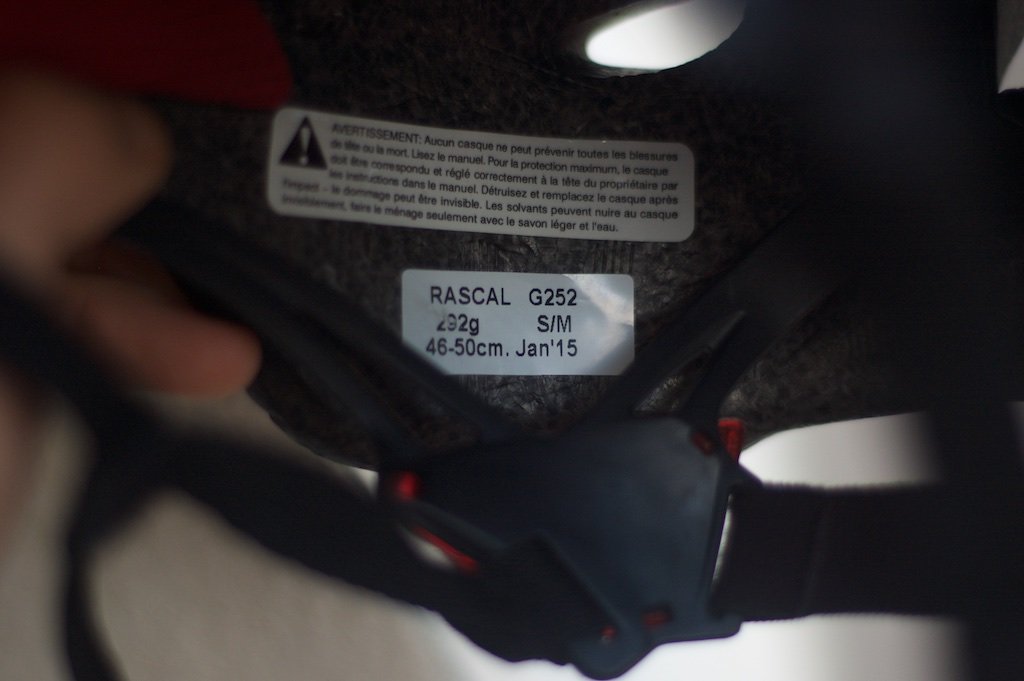 AVERTISSEMENT: Aucun casque ne peut prévenir toutes les blessures
de tête ou la mort. Lisez le manuel. Pour la protection maximum, le casque
doit être correspondu et réglé correctement à la tête du propriétaire par
les instructions dans le manuel. Détruisez et remplacez le casque après
l'impact – le dommage peut être invisible. Les solvants peuvent nuire au casque
invisiblement, faire le ménage seulement avec le savon léger et l'eau.
RASCAL G252
292g S/M
46-50cm. Jan'15